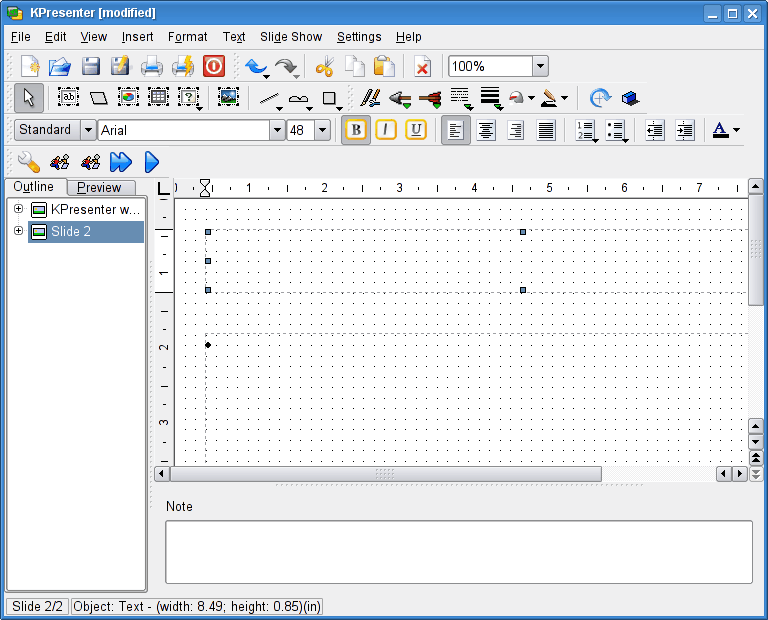 KPresenter [modified]
File Edit View Insert Format Text Slide Show Settings Help
100%
Standard Arial 48 B I U A
Outline Preview
1 2 3 4 5 6 7
KPresenter w...
Slide 2
1
2
3
Note
Slide 2/2 Object: Text - (width: 8.49; height: 0.85)(in)